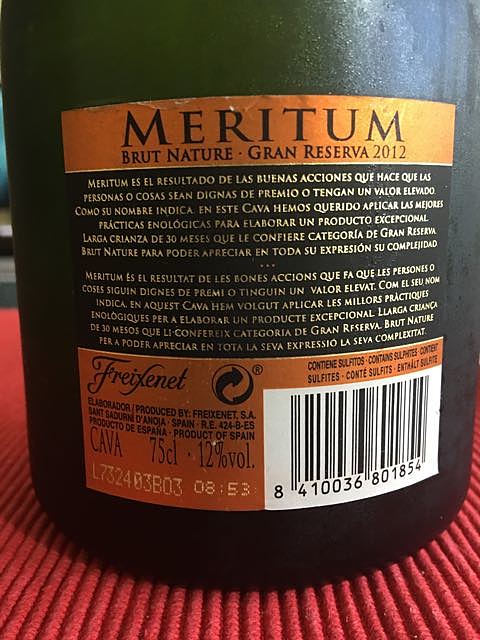 MERITUM
BRUT NATURE · GRAN RESERVA 2012
MERITUM ES EL RESULTADO DE LAS BUENAS ACCIONES QUE HACE QUE LAS
PERSONAS O COSAS SEAN DIGNAS DE PREMIO O TENGAN UN VALOR ELEVADO.
COMO SU NOMBRE INDICA, EN ESTE CAVA HEMOS QUERIDO APLICAR LAS MEJORES
PRÁCTICAS ENOLÓGICAS PARA ELABORAR UN PRODUCTO EXCEPCIONAL.
LARGA CRIANZA DE 30 MESES QUE LE CONFIERE CATEGORÍA DE GRAN RESERVA.
BRUT NATURE PARA PODER APRECIAR EN TODA SU EXPRESIÓN SU COMPLEJIDAD.
...
MERITUM ÉS EL RESULTAT DE LES BONES ACCIONS QUE FA QUE LES PERSONES O
COSES SIGUIN DIGNES DE PREMI O TINGUIN UN VALOR ELEVAT. COM EL SEU NOM
INDICA, EN AQUEST CAVA HEM VOLGUT APLICAR LES MILLORS PRÀCTIQUES
ENOLÒGIQUES PER A ELABORAR UN PRODUCTE EXCEPCIONAL. LLARGA CRIANÇA
DE 30 MESOS QUE LI CONFEREIX CATEGORIA DE GRAN RESERVA. BRUT NATURE
PER A PODER APRECIAR EN TOTA LA SEVA EXPRESSIÓ LA SEVA COMPLEXITAT.
Freixenet ®
ELABORADOR / PRODUCED BY: FREIXENET, S.A.
SANT SADURNÍ D'ANOJA · SPAIN · R.E. 424-B-ES
PRODUCTO DE ESPAÑA · PRODUCT OF SPAIN
CAVA 75cl · 12%vol.
L732403B03 08:53
CONTIENE SULFITOS · CONTAINS SULPHITES · CONTIENT
SULFITES · CONTÉ SULFITS · ENTHÄLT SULFITE
8 410036 801854